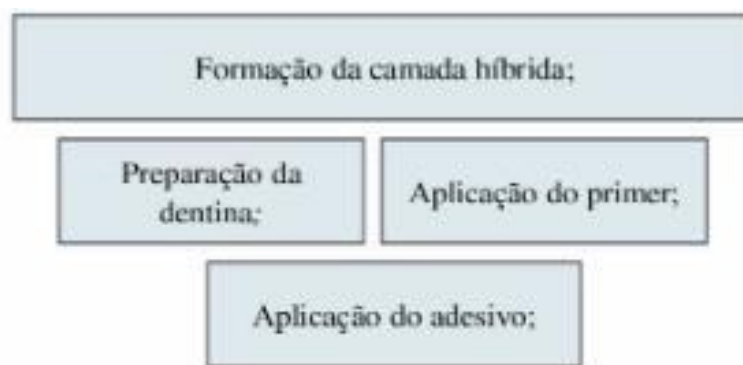 Formação da camada híbrida;
Preparação da
dentina;
Aplicação do primer;
Aplicação do adesivo;